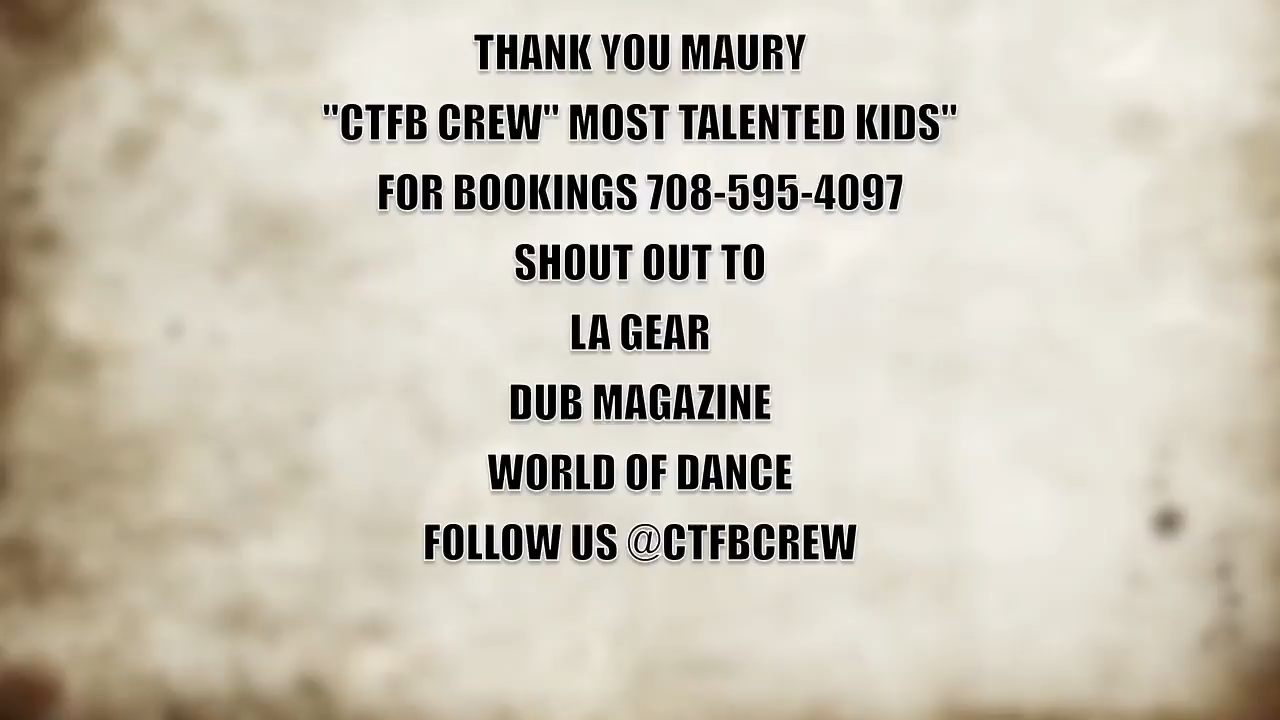 THANK YOU MAURY
"CTFB CREW" MOST TALENTED KIDS"
FOR BOOKINGS 708-595-4097
SHOUT OUT TO
LA GEAR
DUB MAGAZINE
WORLD OF DANCE
FOLLOW US @CTFBCREW